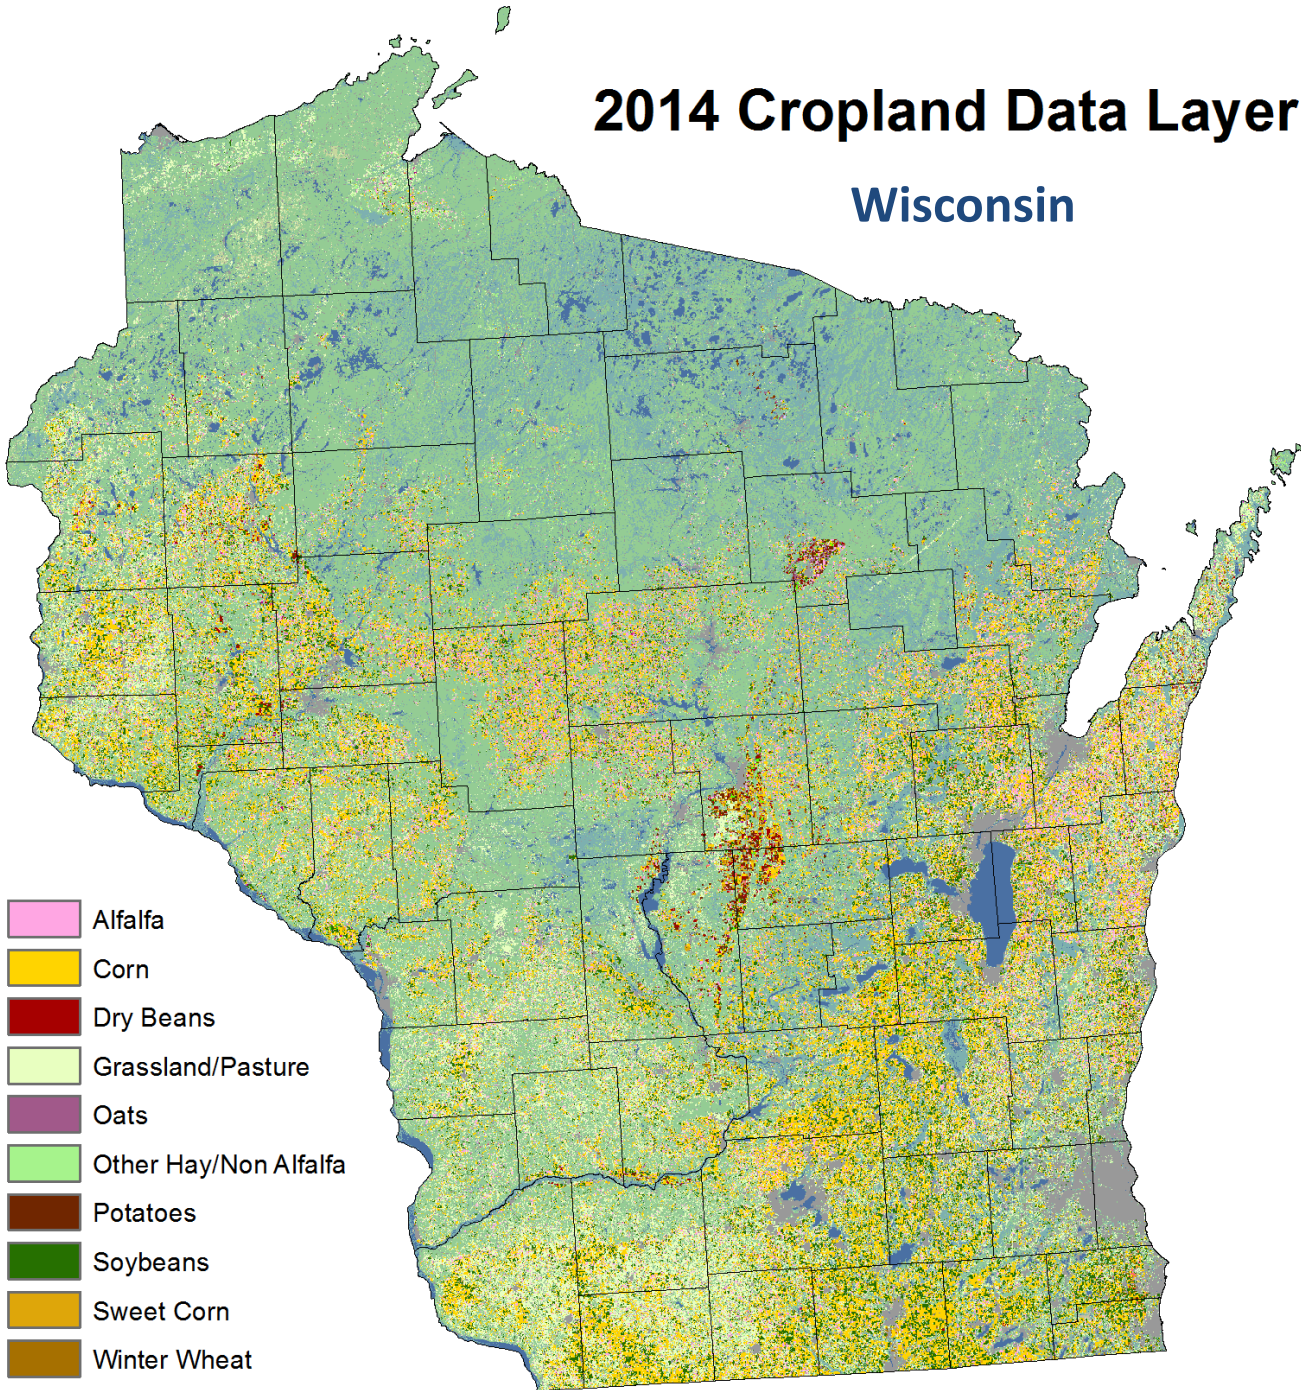 2014 Cropland Data Layer
Wisconsin
Alfalfa
Corn
Dry Beans
Grassland/Pasture
Oats
Other Hay/Non Alfalfa
Potatoes
Soybeans
Sweet Corn
Winter Wheat